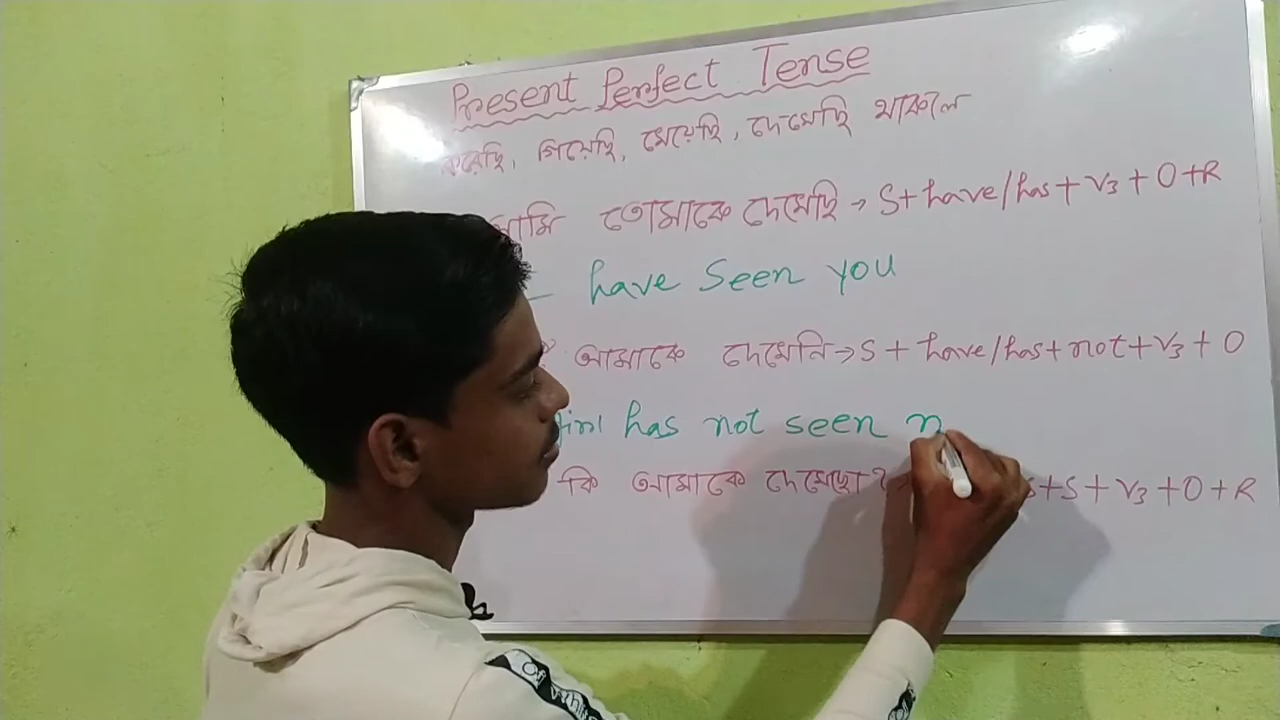 Present Perfect Tense
করেছি, গিয়েছি, মেয়েছি, দেমেছি থাকলে
আমি তোমাকে দেমেছি → S+have/has+V3+O+R
have Seen you
আমাকে দেমেনি → S + have/has+not+V3+O
has not seen
কি আমাকে দেমেছো? +S+V3+O+R